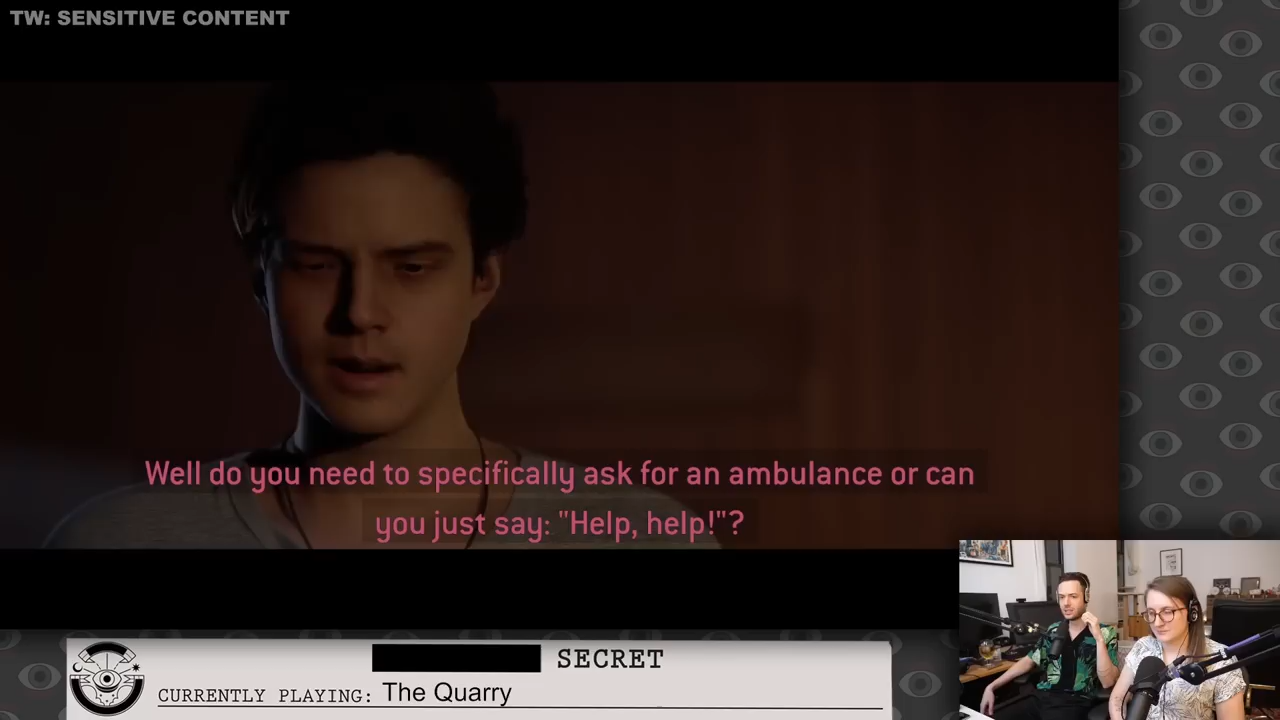 TW: SENSITIVE CONTENT
Well do you need to specifically ask for an ambulance or can
you just say: "Help, help!"?
SECRET
CURRENTLY PLAYING: The Quarry